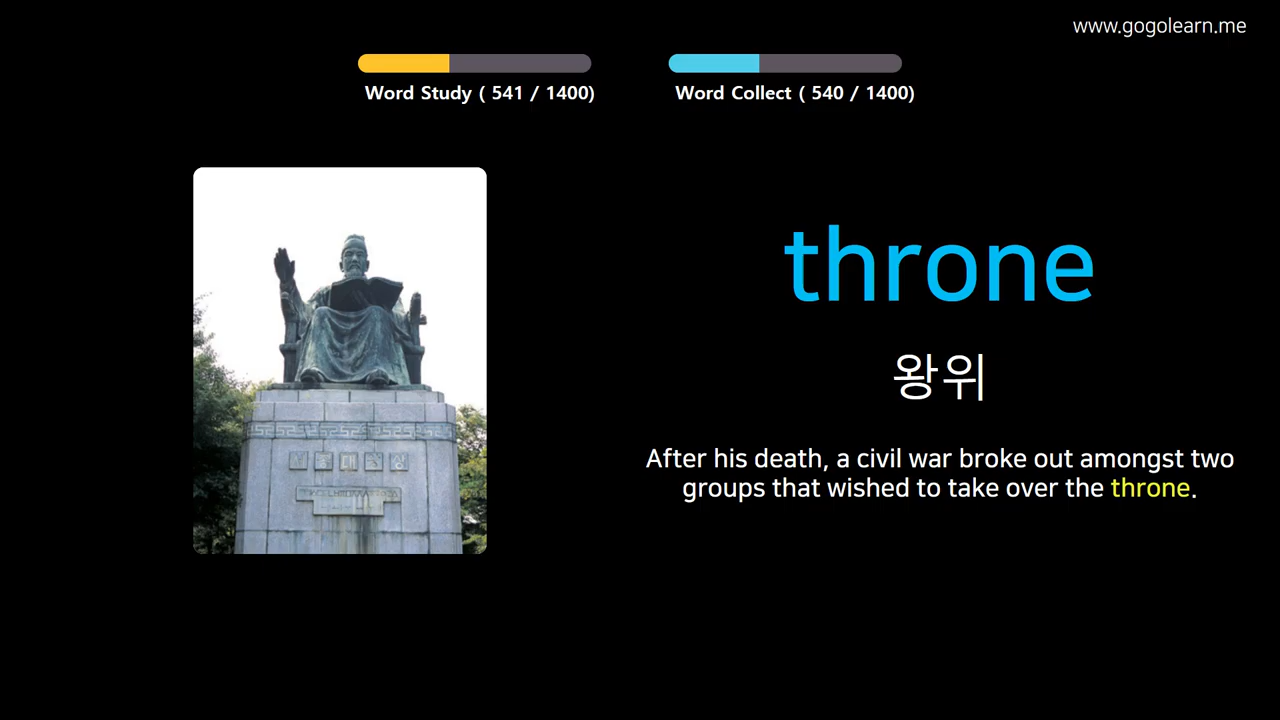 www.gogolearn.me
Word Study ( 541 / 1400)
Word Collect ( 540 / 1400)
throne
왕위
After his death, a civil war broke out amongst two
groups that wished to take over the throne.